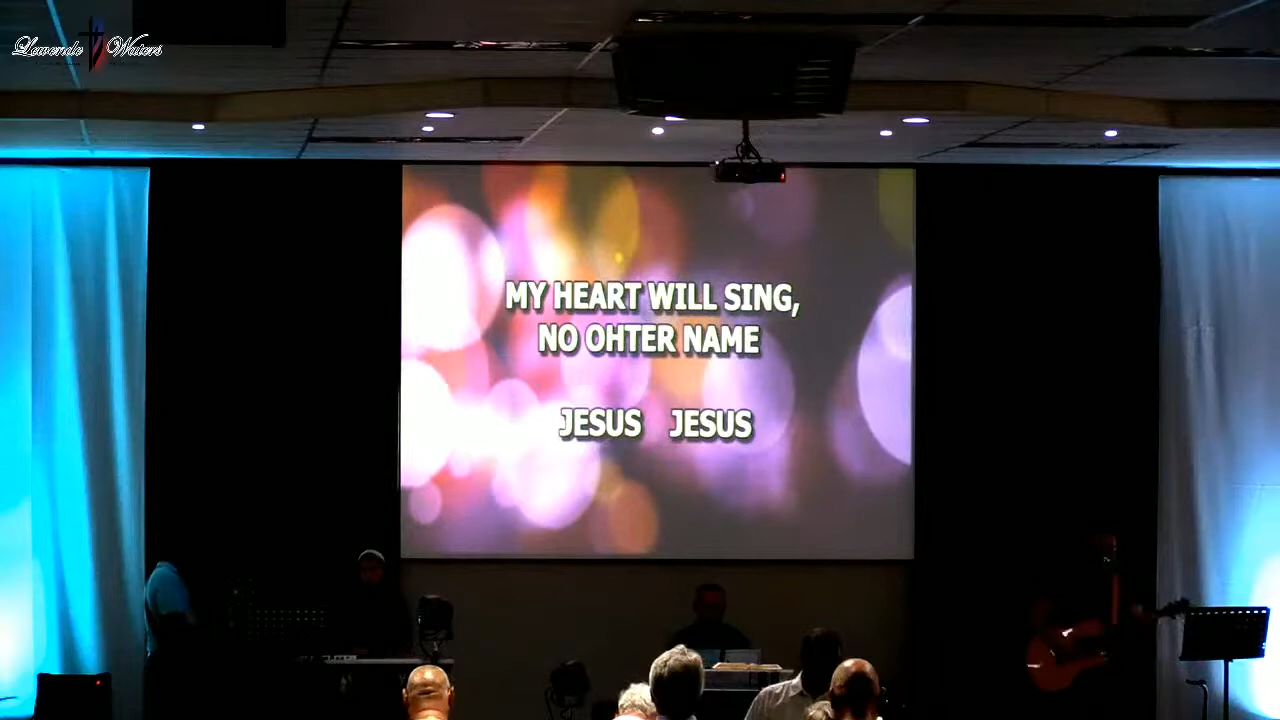 Lewende Waters
MY HEART WILL SING,
NO OHTER NAME
JESUS JESUS